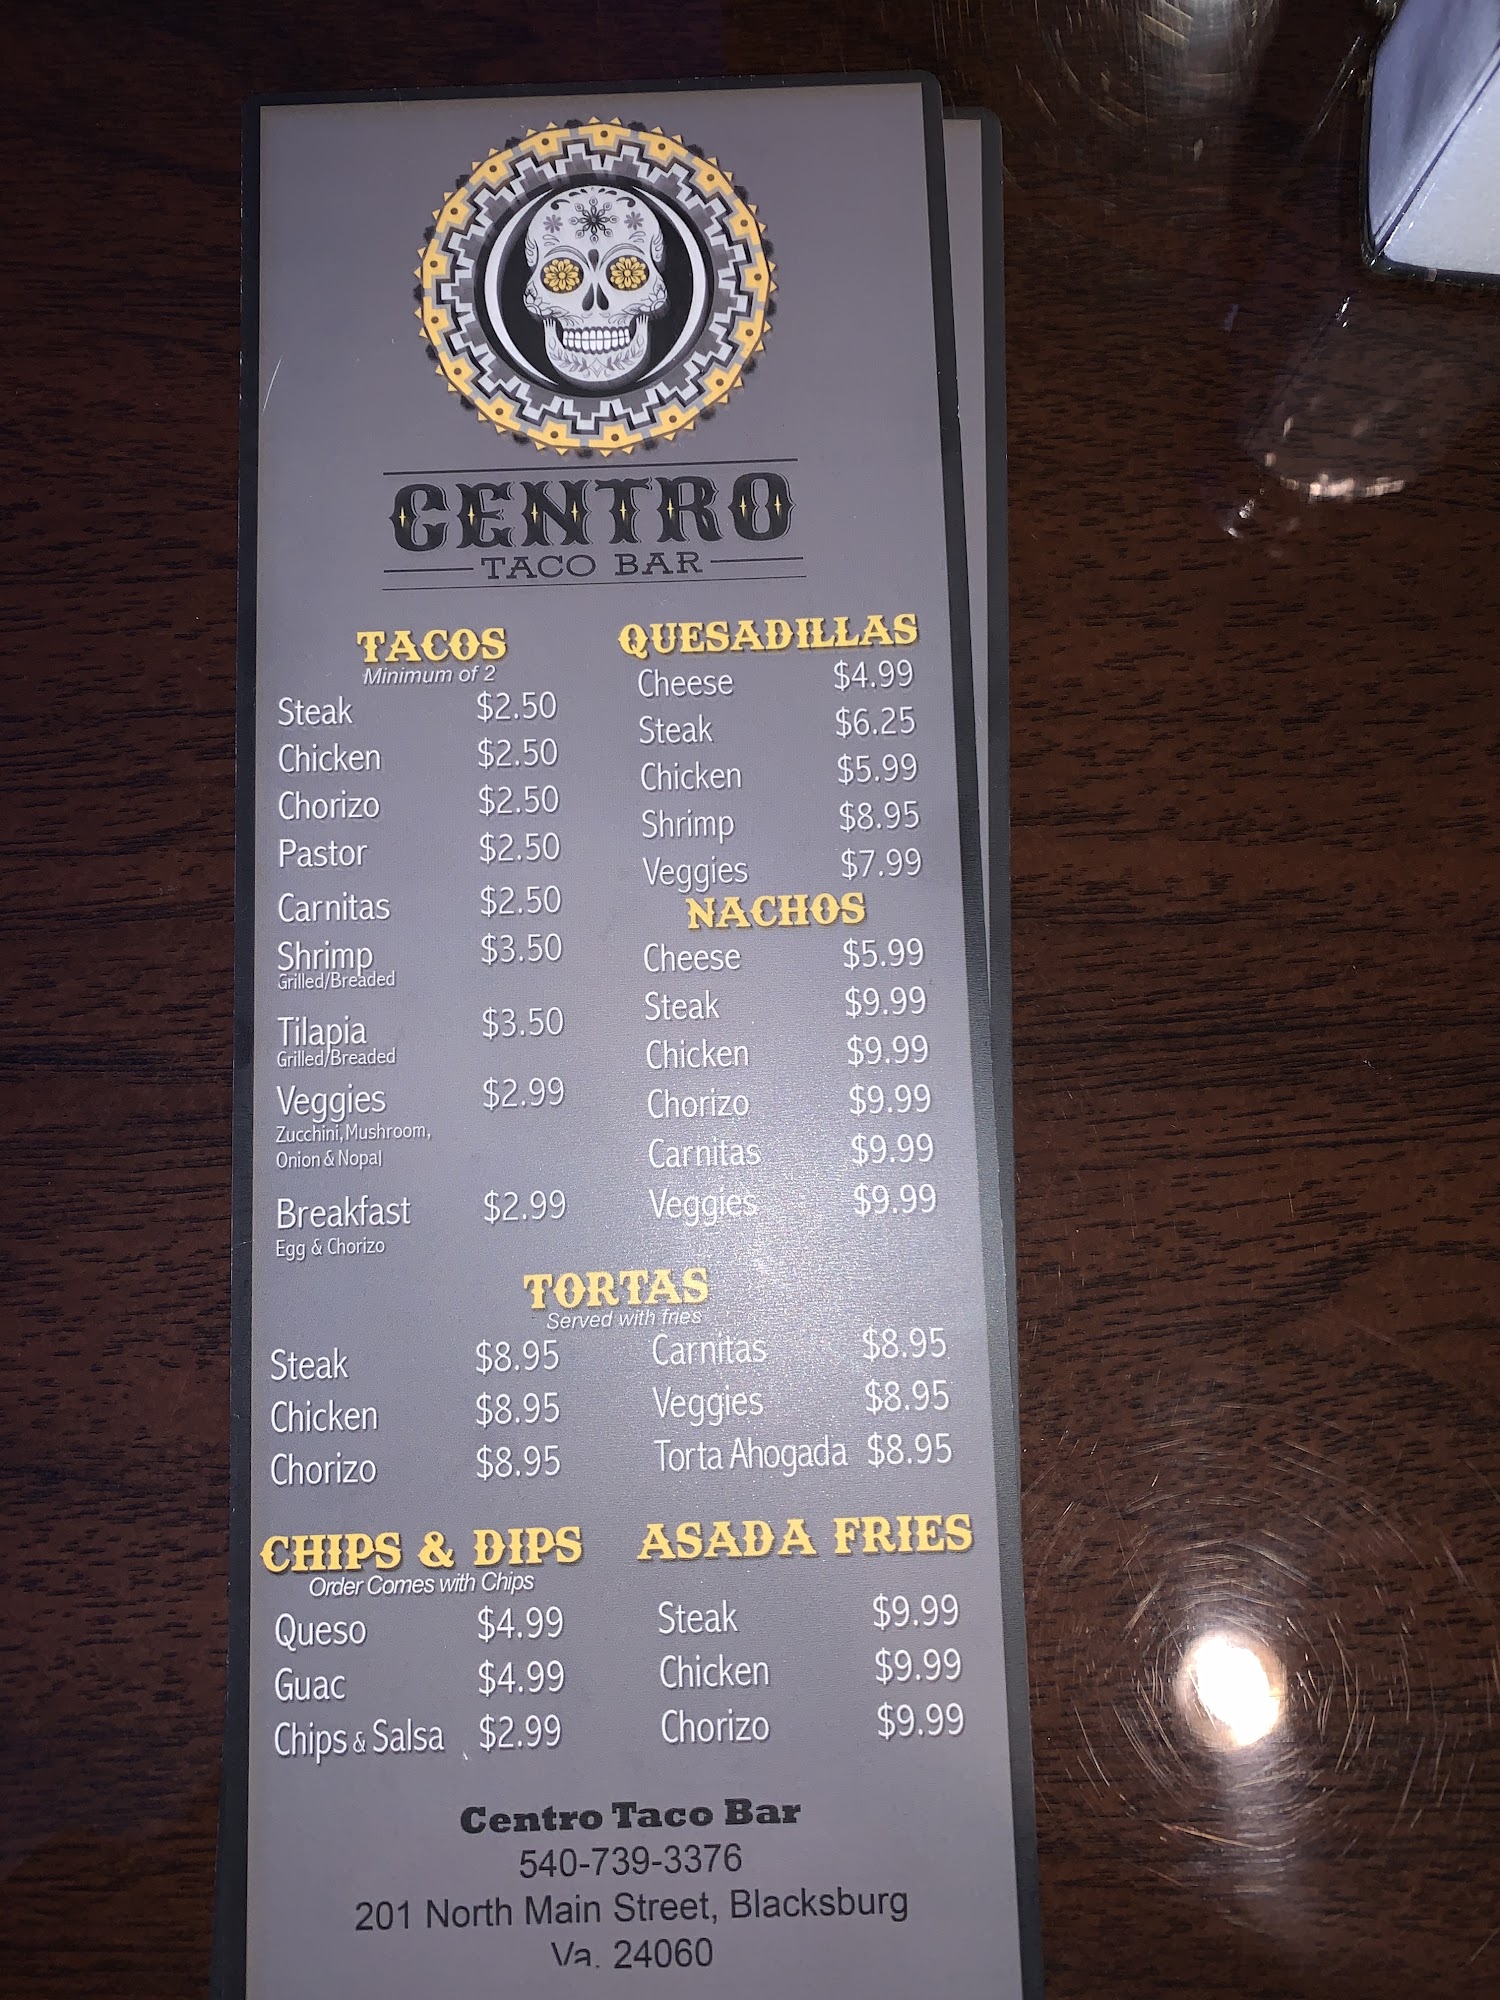 CENTRO
TACO BAR
TACOS
Minimum of 2
Steak $2.50
Chicken $2.50
Chorizo $2.50
Pastor $2.50
Carnitas $2.50
Shrimp $3.50
Grilled/Breaded
Tilapia $3.50
Grilled/Breaded
Veggies $2.99
Zucchini, Mushroom,
Onion & Nopal
Breakfast $2.99
Egg & Chorizo
QUESADILLAS
Cheese $4.99
Steak $6.25
Chicken $5.99
Shrimp $8.95
Veggies $7.99
NACHOS
Cheese $5.99
Steak $9.99
Chicken $9.99
Chorizo $9.99
Carnitas $9.99
Veggies $9.99
TORTAS
Served with fries
Steak $8.95
Chicken $8.95
Chorizo $8.95
Carnitas $8.95
Veggies $8.95
Torta Ahogada $8.95
CHIPS & DIPS
Order Comes with Chips
Queso $4.99
Guac $4.99
Chips & Salsa $2.99
ASADA FRIES
Steak $9.99
Chicken $9.99
Chorizo $9.99
Centro Taco Bar
540-739-3376
201 North Main Street, Blacksburg
Va. 24060